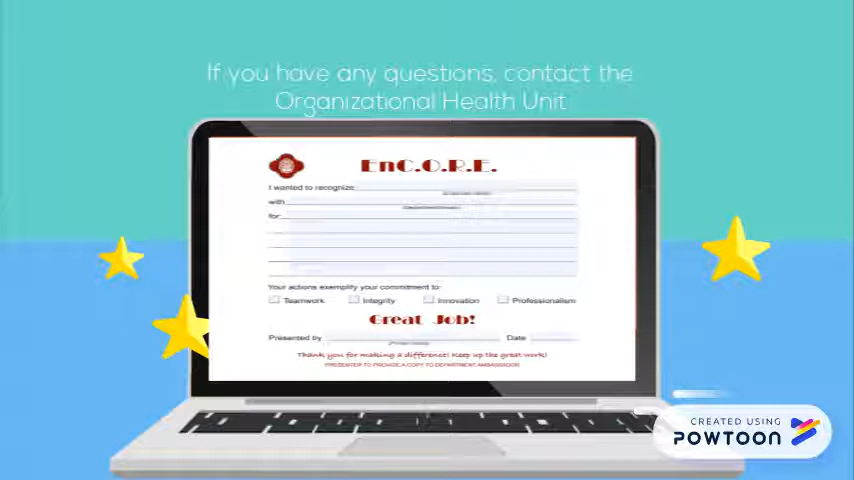 If you have any questions, contact the
Organizational Health Unit
EnC.O.R.E.
I wanted to recognize
with
for
Your actions exemplify your commitment to:
Teamwork Integrity Innovation Professionalism
Great Job!
Presented by Date
Thank you for making a difference! Keep up the great work!
PRESENTER TO PROVIDE A COPY TO DEPARTMENT AMBASSADOR
CREATED USING
POWTOON